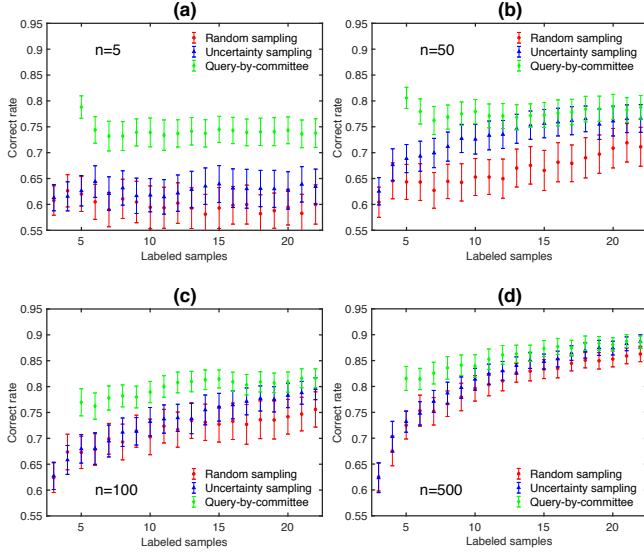 (a)
0.95
0.9
0.85
0.8
0.75
0.7
0.65
0.6
0.55
Correct rate
n=5
Random sampling
Uncertainty sampling
Query-by-committee
5
10
15
20
Labeled samples
(b)
0.95
0.9
0.85
0.8
0.75
0.7
0.65
0.6
0.55
Correct rate
n=50
Random sampling
Uncertainty sampling
Query-by-committee
5
10
15
20
Labeled samples
(c)
0.95
0.9
0.85
0.8
0.75
0.7
0.65
0.6
0.55
Correct rate
n=100
Random sampling
Uncertainty sampling
Query-by-committee
5
10
15
20
Labeled samples
(d)
0.95
0.9
0.85
0.8
0.75
0.7
0.65
0.6
0.55
Correct rate
n=500
Random sampling
Uncertainty sampling
Query-by-committee
5
10
15
20
Labeled samples